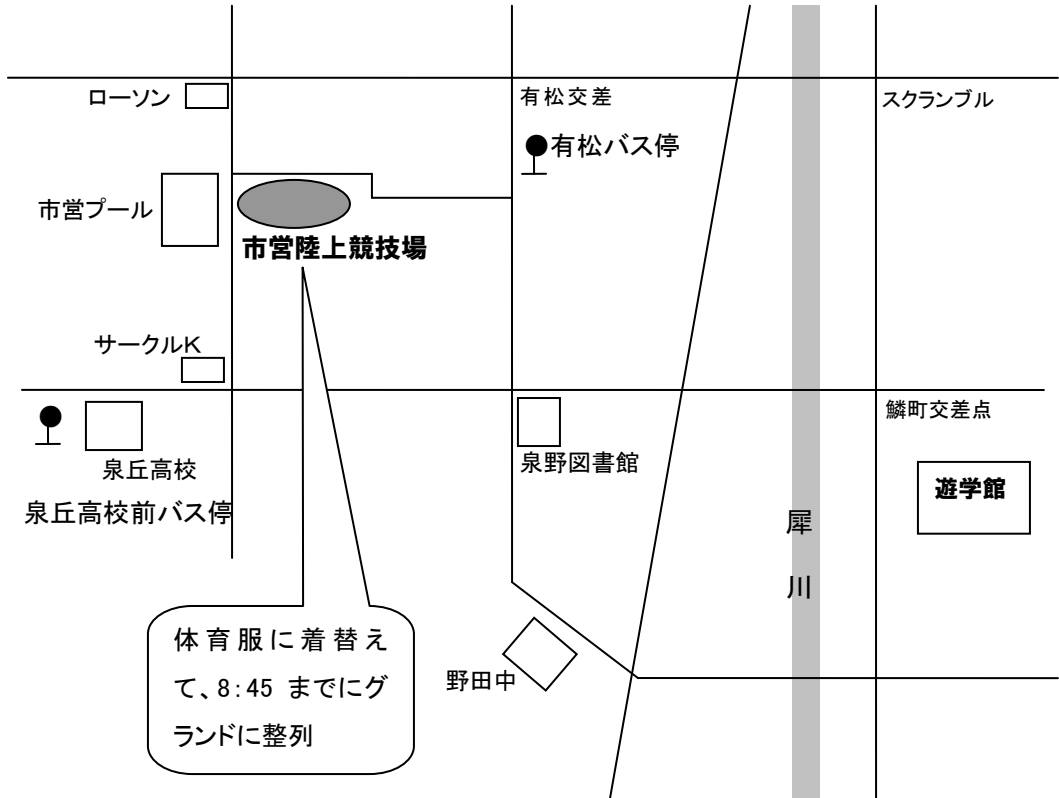 ローソン
有松交差
スクランブル
有松バス停
市営プール
市営陸上競技場
サークルK
鱗町交差点
泉丘高校
泉野図書館
遊学館
泉丘高校前バス停
犀
川
体育服に着替え
て、8:45 までにグ
ランドに整列
野田中